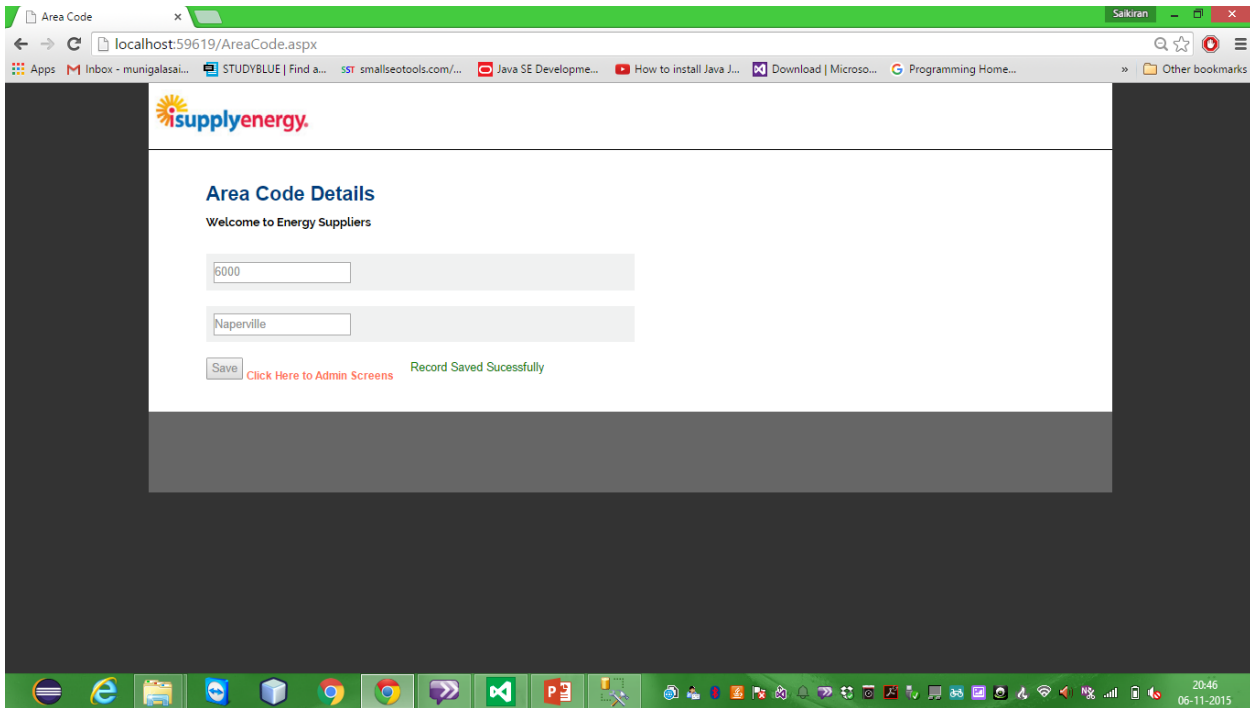 Area Code
Saikiran
localhost:59619/AreaCode.aspx
Apps Inbox - munigalasai... STUDYBLUE | Find a... SST smallseotools.com/... Java SE Developme... How to install Java J... Download | Microso... Programming Home... » Other bookmarks
isupplyenergy.
Area Code Details
Welcome to Energy Suppliers
6000
Naperville
Save Click Here to Admin Screens Record Saved Sucessfully
20:46
06-11-2015